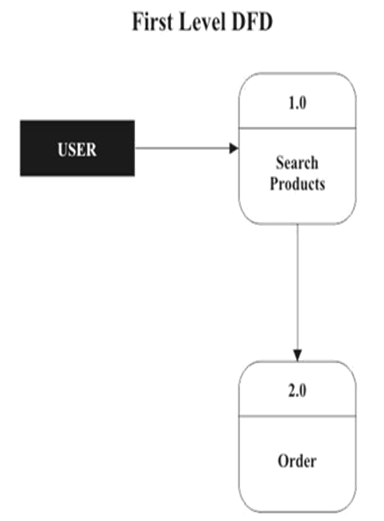 First Level DFD
1.0
USER
Search
Products
2.0
Order